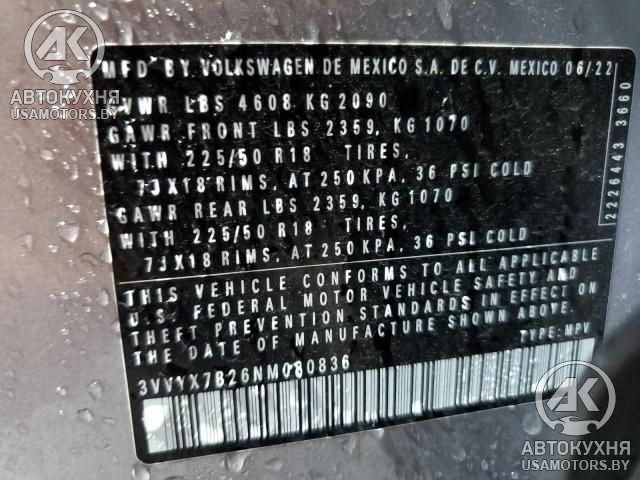 AK
АВТОКУХНЯ
USAMOTORS.BY
MFD BY VOLKSWAGEN DE MEXICO S.A. DE C.V. MEXICO 06/22
GVWR LBS 4608 KG 2090
GAWR FRONT LBS 2359, KG 1070
WITH 225/50 R18 TIRES,
7JX18 RIMS, AT 250 KPA, 36 PSI COLD
GAWR REAR LBS 2359, KG 1070
WITH 225/50 R18 TIRES,
7JX18 RIMS, AT 250 KPA, 36 PSI COLD
THIS VEHICLE CONFORMS TO ALL APPLICABLE
U.S. FEDERAL MOTOR VEHICLE SAFETY AND
THEFT PREVENTION STANDARDS IN EFFECT ON
THE DATE OF MANUFACTURE SHOWN ABOVE.
3VVVX7B26NM080836 TYPE: MPV
2226443 3660
AK
АВТОКУХНЯ
USAMOTORS.BY